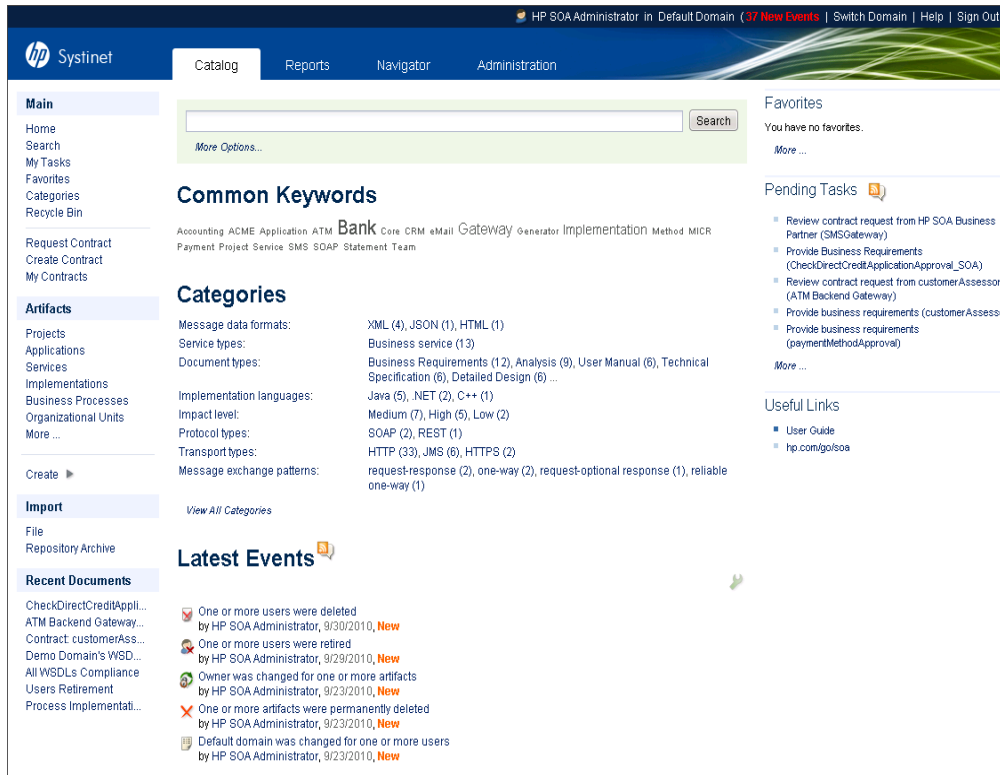 HP SOA Administrator in Default Domain ( 37 New Events | Switch Domain | Help | Sign Out
hp Systinet
Catalog Reports Navigator Administration
Main
Home
Search
My Tasks
Favorites
Categories
Recycle Bin
Request Contract
Create Contract
My Contracts
Artifacts
Projects
Applications
Services
Implementations
Business Processes
Organizational Units
More ...
Create
Import
File
Repository Archive
Recent Documents
CheckDirectCreditAppli...
ATM Backend Gateway...
Contract: customerAss...
Demo Domain's WSD...
All WSDLs Compliance
Users Retirement
Process Implementati...
Search
More Options...
Common Keywords
Accounting ACME Application ATM Bank Core CRM eMail Gateway Generator Implementation Method MICR
Payment Project Service SMS SOAP Statement Team
Categories
Message data formats: XML (4), JSON (1), HTML (1)
Service types: Business service (13)
Document types: Business Requirements (12), Analysis (9), User Manual (6), Technical
Specification (6), Detailed Design (6) ...
Implementation languages: Java (5), .NET (2), C++ (1)
Impact level: Medium (7), High (5), Low (2)
Protocol types: SOAP (2), REST (1)
Transport types: HTTP (33), JMS (6), HTTPS (2)
Message exchange patterns: request-response (2), one-way (2), request-optional response (1), reliable
one-way (1)
View All Categories
Latest Events
One or more users were deleted
by HP SOA Administrator, 9/30/2010, New
One or more users were retired
by HP SOA Administrator, 9/29/2010, New
Owner was changed for one or more artifacts
by HP SOA Administrator, 9/23/2010, New
One or more artifacts were permanently deleted
by HP SOA Administrator, 9/23/2010, New
Default domain was changed for one or more users
by HP SOA Administrator, 9/23/2010, New
Favorites
You have no favorites.
More ...
Pending Tasks
Review contract request from HP SOA Business
Partner (SMSGateway)
Provide Business Requirements
(CheckDirectCreditApplicationApproval_SOA)
Review contract request from customerAssessor
(ATM Backend Gateway)
Provide business requirements (customerAssess
Provide business requirements
(paymentMethodApproval)
More ...
Useful Links
User Guide
hp.com/go/soa